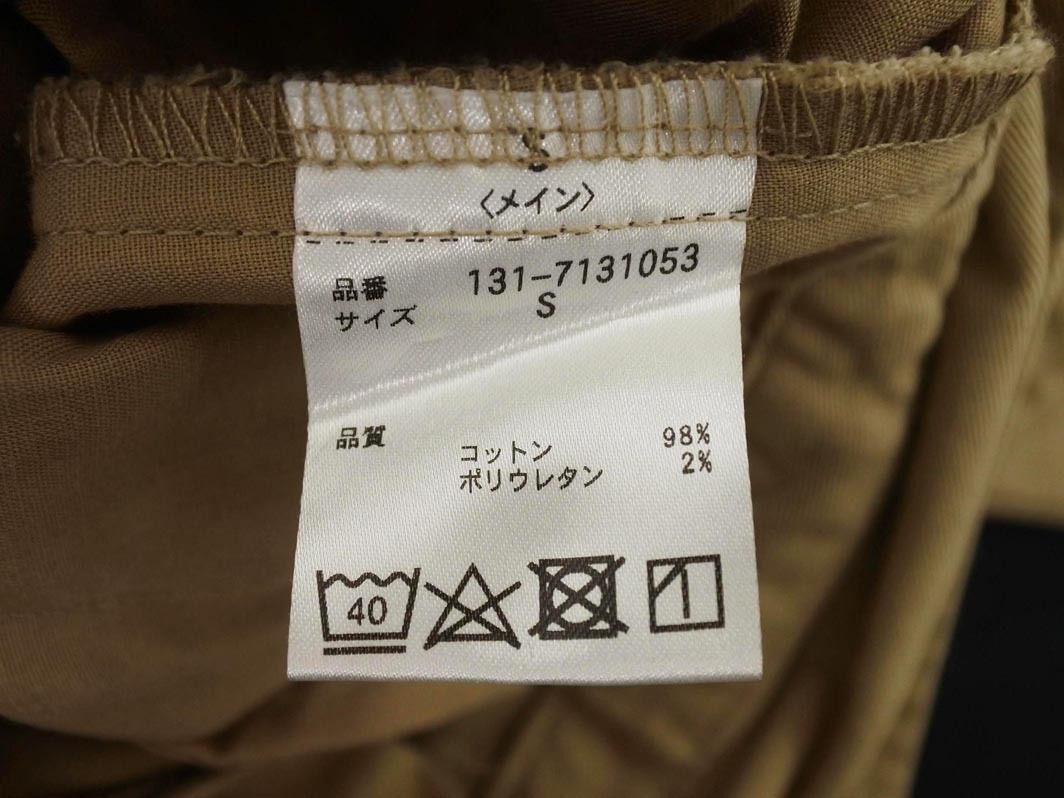 S
〈メイン〉
品番 131-7131053
サイズ S
品質 コットン 98%
ポリウレタン 2%
40